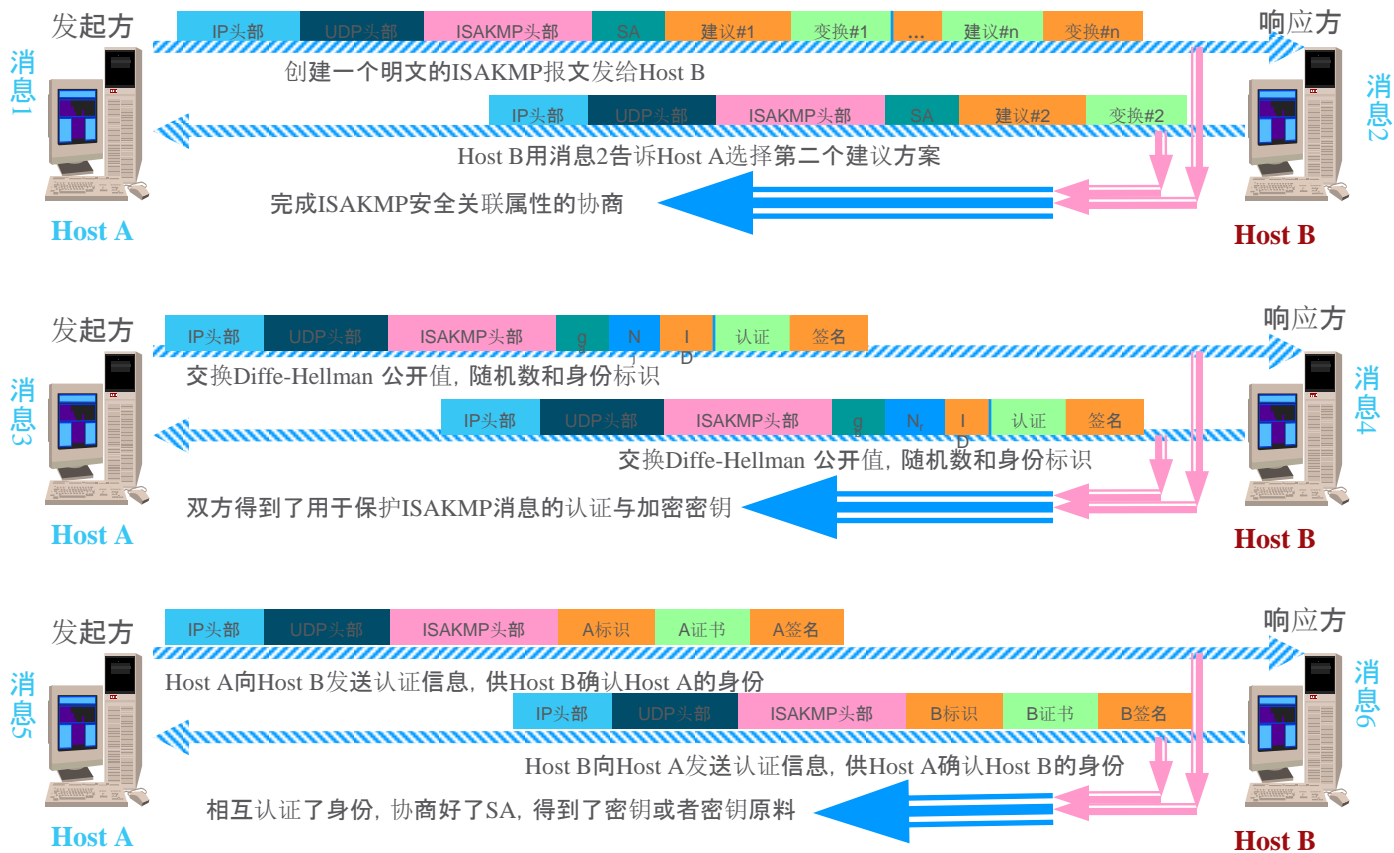 发起方
IP头部 UDP头部 ISAKMP头部 SA 建议#1 变换#1 ... 建议#n 变换#n
响应方
消息1
创建一个明文的ISAKMP报文发给Host B
消息2
IP头部 UDP头部 ISAKMP头部 SA 建议#2 变换#2
Host B用消息2告诉Host A选择第二个建议方案
完成ISAKMP安全关联属性的协商
Host A
Host B
发起方
IP头部 UDP头部 ISAKMP头部 g N ID 认证 签名
响应方
消息3
交换Diffe-Hellman 公开值, 随机数和身份标识
消息4
IP头部 UDP头部 ISAKMP头部 g Nr ID 认证 签名
交换Diffe-Hellman 公开值, 随机数和身份标识
双方得到了用于保护ISAKMP消息的认证与加密密钥
Host A
Host B
发起方
IP头部 UDP头部 ISAKMP头部 A标识 A证书 A签名
响应方
消息5
Host A向Host B发送认证信息, 供Host B确认Host A的身份
消息6
IP头部 UDP头部 ISAKMP头部 B标识 B证书 B签名
Host B向Host A发送认证信息, 供Host A确认Host B的身份
相互认证了身份, 协商好了SA, 得到了密钥或者密钥原料
Host A
Host B